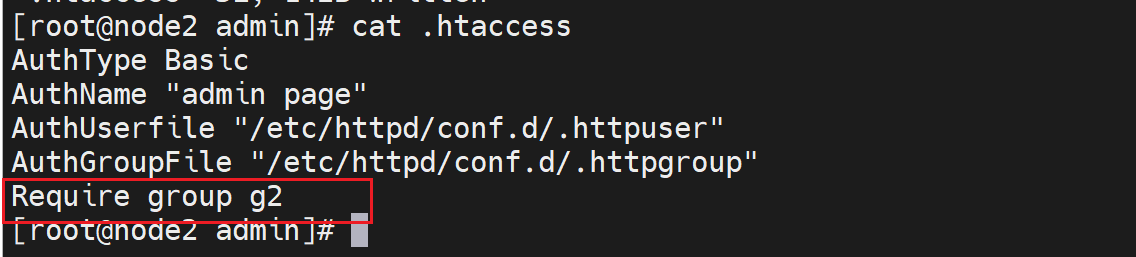 [root@node2 admin]# cat .htaccess
AuthType Basic
AuthName "admin page"
AuthUserfile "/etc/httpd/conf.d/.httpuser"
AuthGroupFile "/etc/httpd/conf.d/.httpgroup"
Require group g2
[root@node2 admin]#